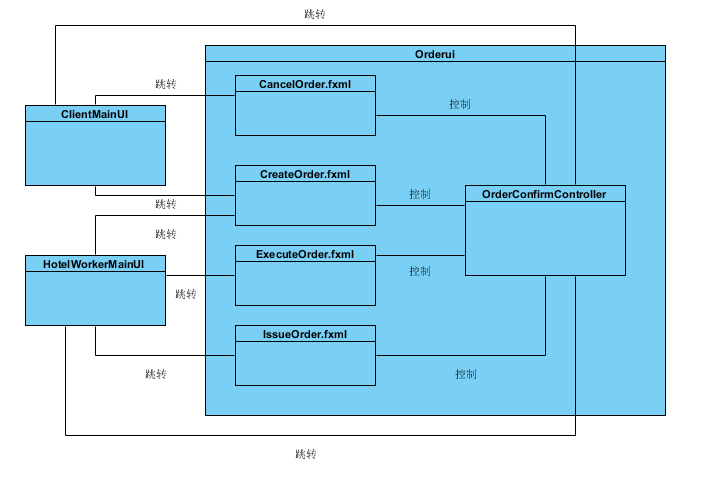 跳转
Orderui
跳转
CancelOrder.fxml
控制
ClientMainUI
CreateOrder.fxml
控制
OrderConfirmController
跳转
跳转
HotelWorkerMainUI
ExecuteOrder.fxml
控制
跳转
IssueOrder.fxml
跳转
控制
跳转